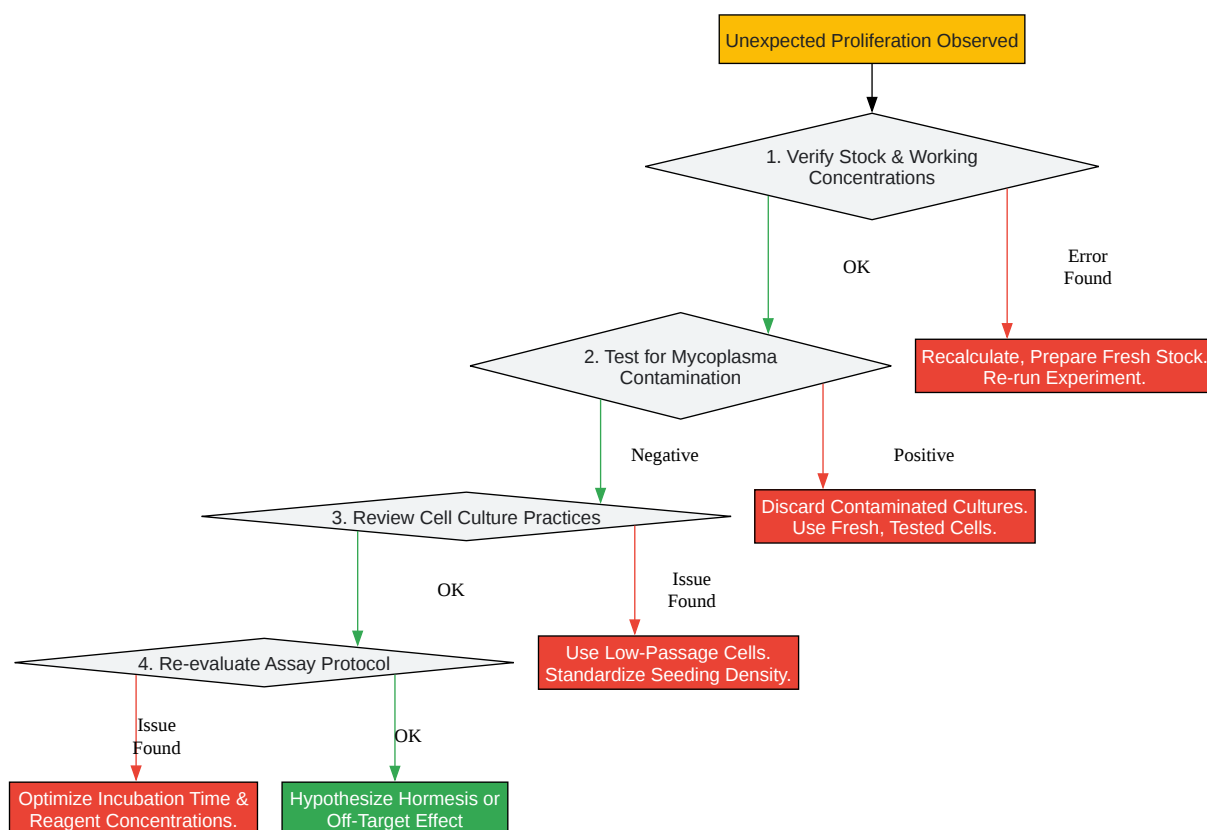 Unexpected Proliferation Observed
1. Verify Stock & Working
Concentrations
OK
Error
Found
2. Test for Mycoplasma
Contamination
Recalculate, Prepare Fresh Stock.
Re-run Experiment.
Negative
Positive
3. Review Cell Culture Practices
Discard Contaminated Cultures.
Use Fresh, Tested Cells.
OK
Issue
Found
4. Re-evaluate Assay Protocol
Use Low-Passage Cells.
Standardize Seeding Density.
Issue
Found
OK
Optimize Incubation Time &
Reagent Concentrations.
Hypothesize Hormesis or
Off-Target Effect